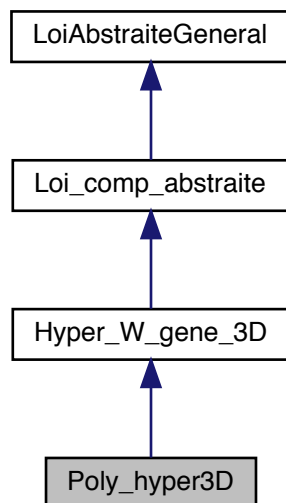 LoiAbstraiteGeneral
Loi_comp_abstraite
Hyper_W_gene_3D
Poly_hyper3D